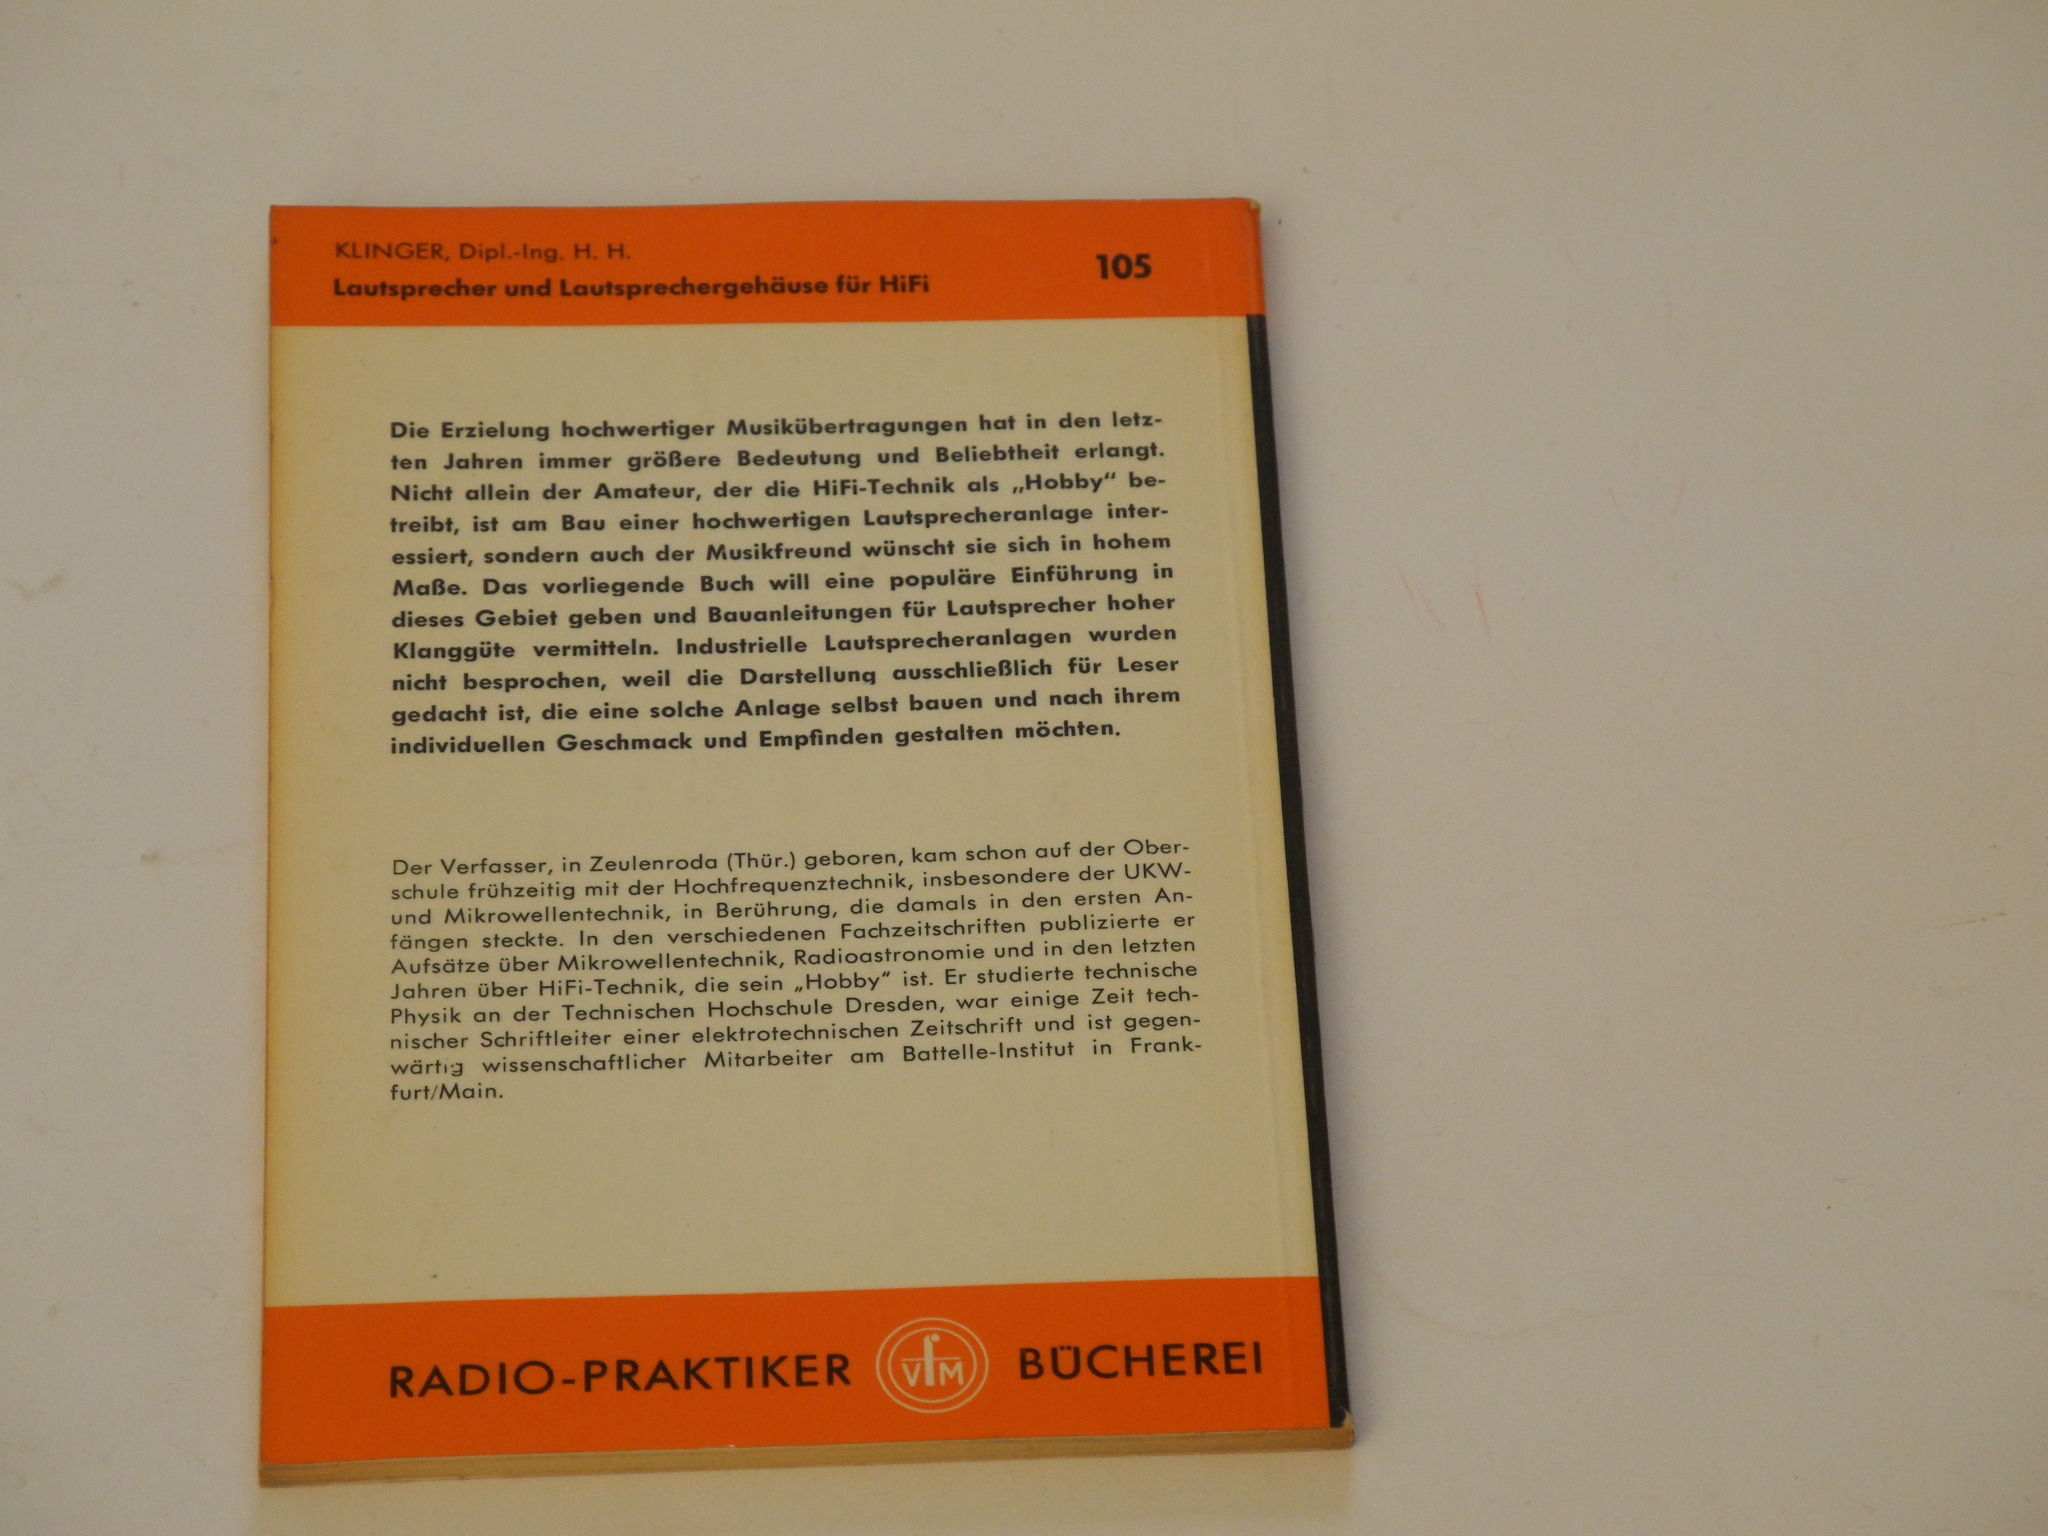 KLINGER, Dipl.-Ing. H. H.
Lautsprecher und Lautsprechergehäuse für HiFi
105
Die Erzielung hochwertiger Musikübertragungen hat in den letz-
ten Jahren immer größere Bedeutung und Beliebtheit erlangt.
Nicht allein der Amateur, der die HiFi-Technik als „Hobby“ be-
treibt, ist am Bau einer hochwertigen Lautsprecheranlage inter-
essiert, sondern auch der Musikfreund wünscht sie sich in hohem
Maße. Das vorliegende Buch will eine populäre Einführung in
dieses Gebiet geben und Bauanleitungen für Lautsprecher hoher
Klanggüte vermitteln. Industrielle Lautsprecheranlagen wurden
nicht besprochen, weil die Darstellung ausschließlich für Leser
gedacht ist, die eine solche Anlage selbst bauen und nach ihrem
individuellen Geschmack und Empfinden gestalten möchten.
Der Verfasser, in Zeulenroda (Thür.) geboren, kam schon auf der Ober-
schule frühzeitig mit der Hochfrequenztechnik, insbesondere der UKW-
und Mikrowellentechnik, in Berührung, die damals in den ersten An-
fängen steckte. In den verschiedenen Fachzeitschriften publizierte er
Aufsätze über Mikrowellentechnik, Radioastronomie und in den letzten
Jahren über HiFi-Technik, die sein „Hobby“ ist. Er studierte technische
Physik an der Technischen Hochschule Dresden, war einige Zeit tech-
nischer Schriftleiter einer elektrotechnischen Zeitschrift und ist gegen-
wärtig wissenschaftlicher Mitarbeiter am Battelle-Institut in Frank-
furt/Main.
RADIO-PRAKTIKER VfM BÜCHEREI